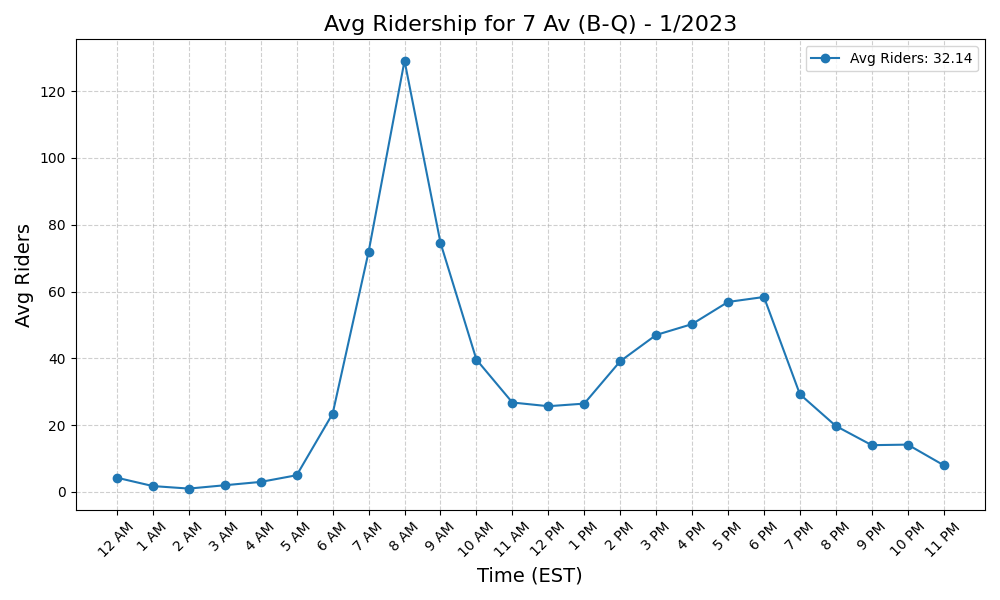 Avg Ridership for 7 Av (B-Q) - 1/2023
Avg Riders: 32.14
Avg Riders
120
100
80
60
40
20
0
12 AM
1 AM
2 AM
3 AM
4 AM
5 AM
6 AM
7 AM
8 AM
9 AM
10 AM
11 AM
12 PM
1 PM
2 PM
3 PM
4 PM
5 PM
6 PM
7 PM
8 PM
9 PM
10 PM
11 PM
Time (EST)